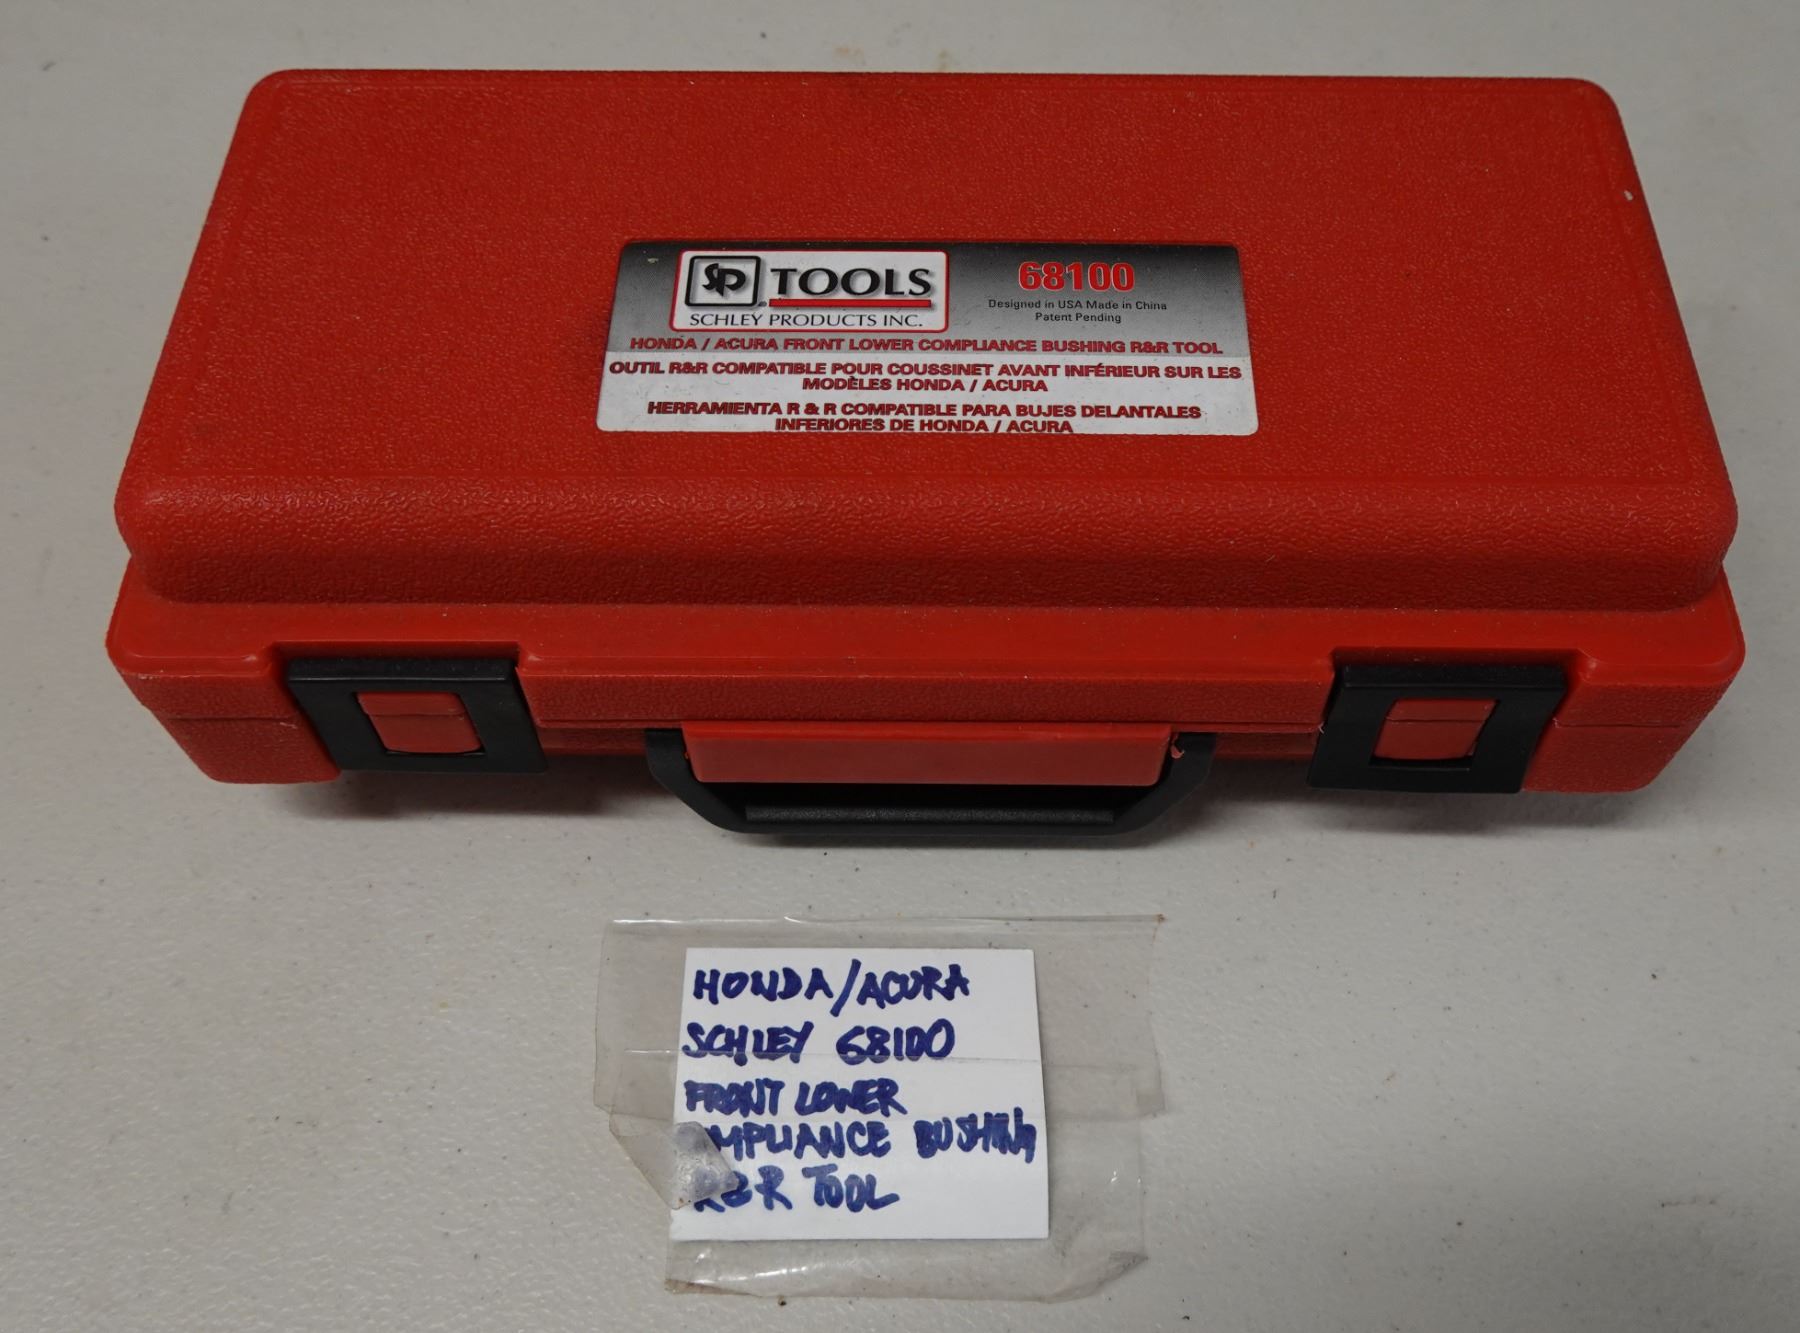 SP TOOLS
SCHLEY PRODUCTS INC.
68100
Designed in USA Made in China
Patent Pending
HONDA / ACURA FRONT LOWER COMPLIANCE BUSHING R&R TOOL
OUTIL R&R COMPATIBLE POUR COUSSINET AVANT INFÉRIEUR SUR LES
MODÈLES HONDA / ACURA
HERRAMIENTA R & R COMPATIBLE PARA BUJES DELANTALES
INFERIORES DE HONDA / ACURA
HONDA/ACURA
SCHLEY 68100
FRONT LOWER
OMPLIANCE BUSHING
R&R TOOL